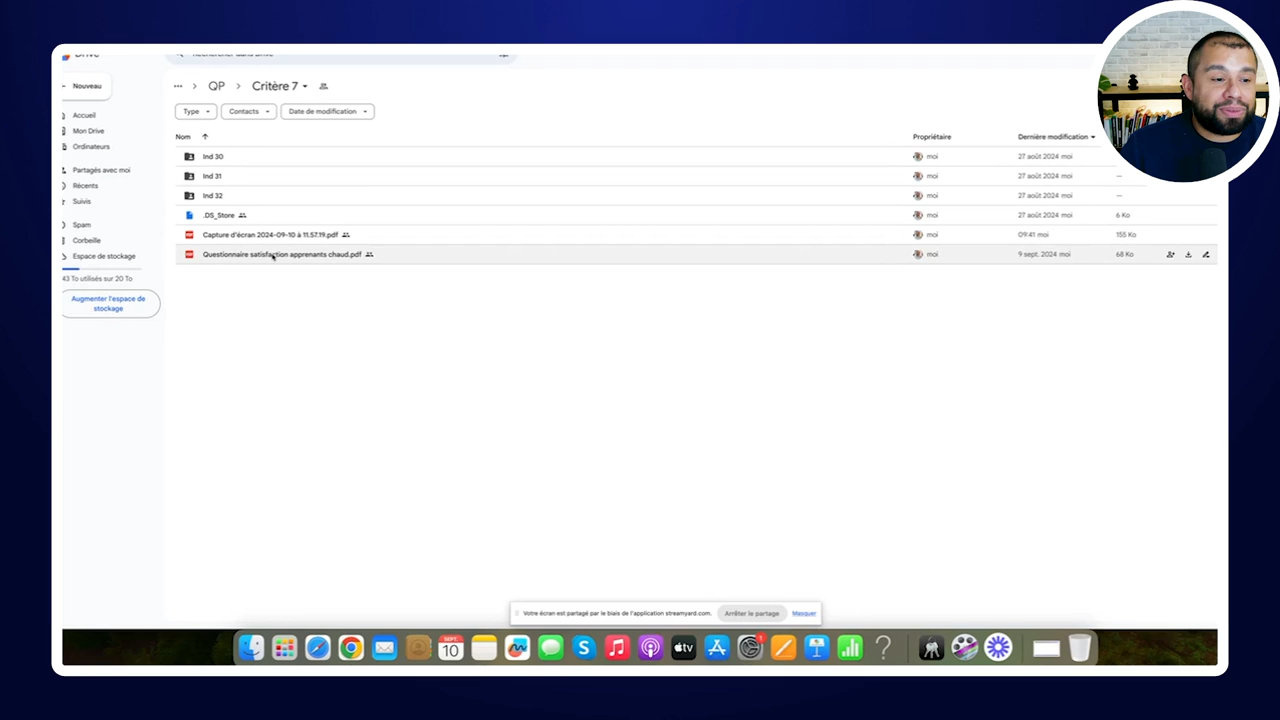 Drive
Nouveau
QP
Critère 7
Type
Contacts
Date de modification
Accueil
Mon Drive
Ordinateurs
Partagés avec moi
Récents
Suivis
Spam
Corbeille
Espace de stockage
43 To utilisés sur 20 To
Augmenter l'espace de
stockage
Nom
Propriétaire
Dernière modification
Ind 30
moi
27 août 2024 moi
Ind 31
moi
27 août 2024 moi
—
Ind 32
moi
27 août 2024 moi
—
.DS_Store
moi
27 août 2024 moi
6 Ko
Capture d'écran 2024-09-10 à 11.57.19.pdf
moi
09:41 moi
155 Ko
Questionnaire satisfaction apprenants chaud.pdf
moi
9 sept. 2024 moi
68 Ko
Votre écran est partagé par le biais de l'application streamyard.com.
Arrêter le partage
Masquer
SEPT.
10
tv
1